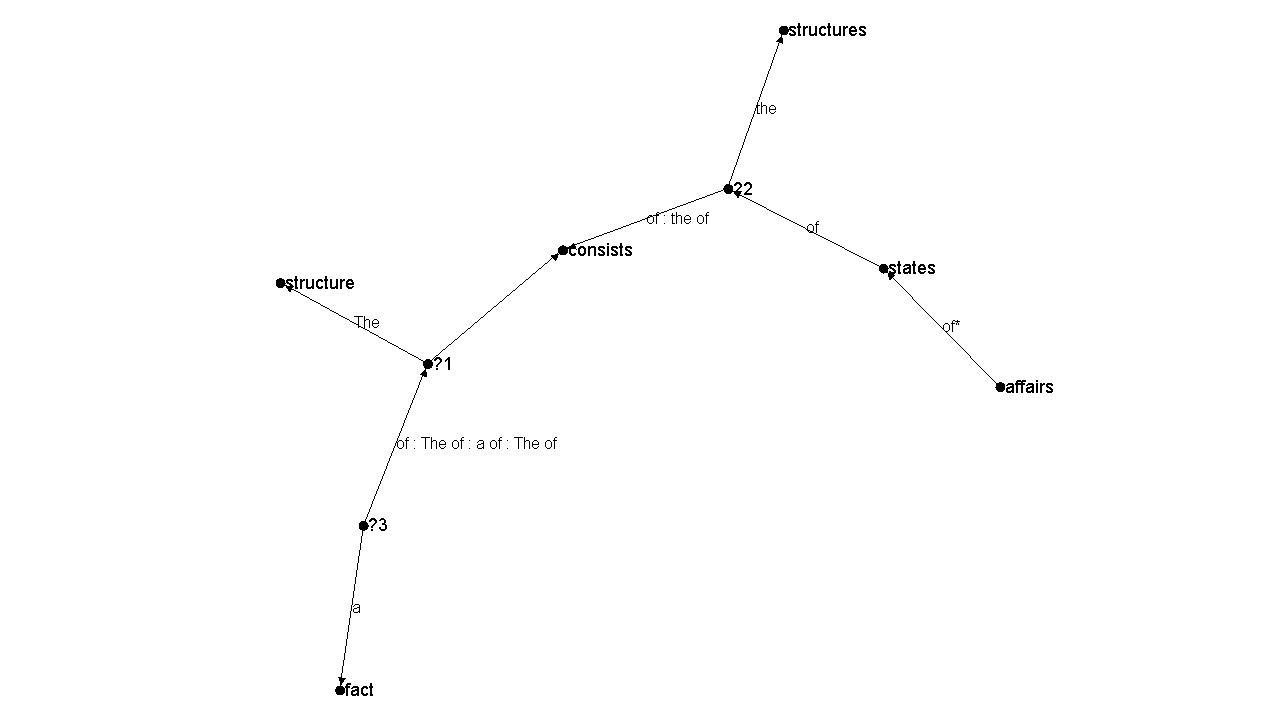 structures
the
?2
of : the of
of
consists
states
structure
The
of*
?1
affairs
of : The of : a of : The of
?3
a
fact